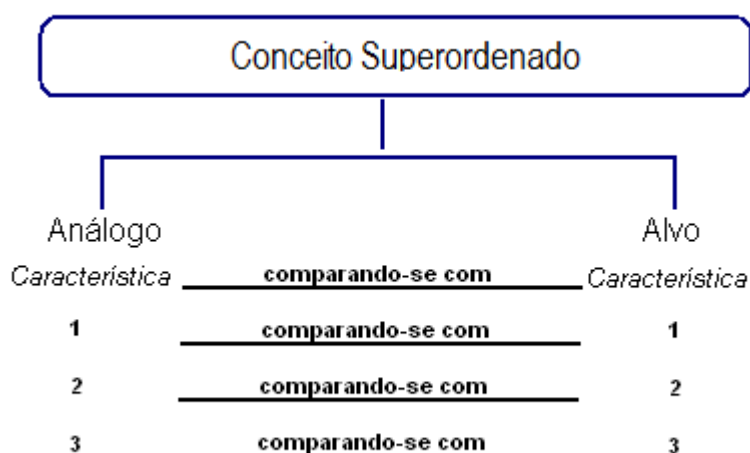 Conceito Superordenado
Análogo Alvo
Característica comparando-se com Característica
1 comparando-se com 1
2 comparando-se com 2
3 comparando-se com 3